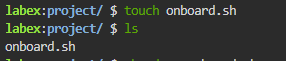 labex:project/ $ touch onboard.sh
labex:project/ $ ls
onboard.sh